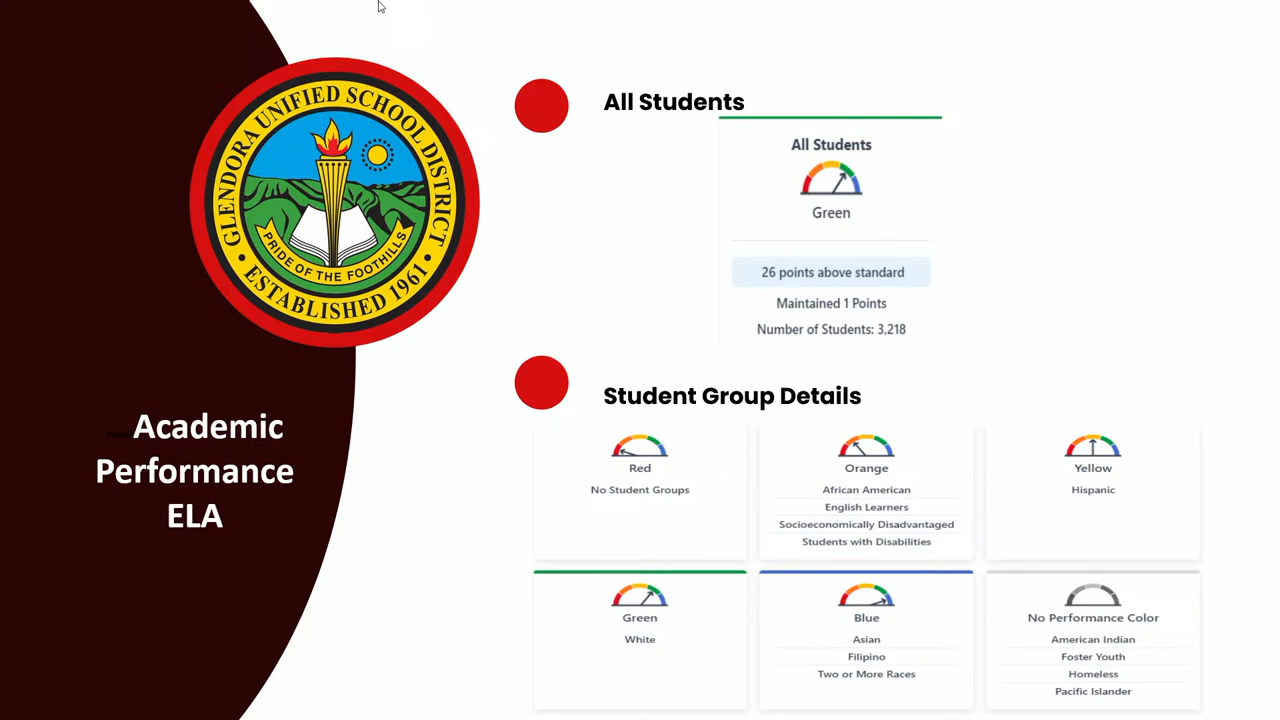 GLENDORA UNIFIED SCHOOL DISTRICT
PRIDE OF THE FOOTHILLS
• ESTABLISHED 1961 •
Academic
Performance
ELA
All Students
All Students
Green
26 points above standard
Maintained 1 Points
Number of Students: 3,218
Student Group Details
Red
No Student Groups
Orange
African American
English Learners
Socioeconomically Disadvantaged
Students with Disabilities
Yellow
Hispanic
Green
White
Blue
Asian
Filipino
Two or More Races
No Performance Color
American Indian
Foster Youth
Homeless
Pacific Islander